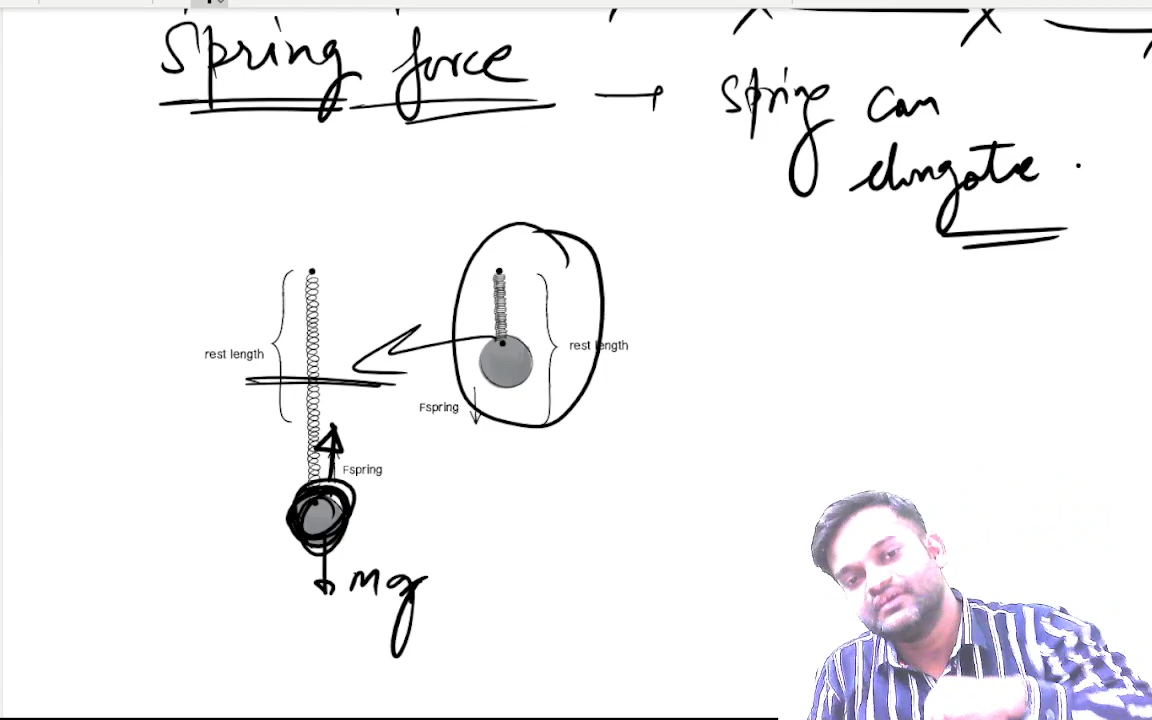 Spring force → Spring can
elongate.
rest length
rest length
Fspring
Fspring
mg